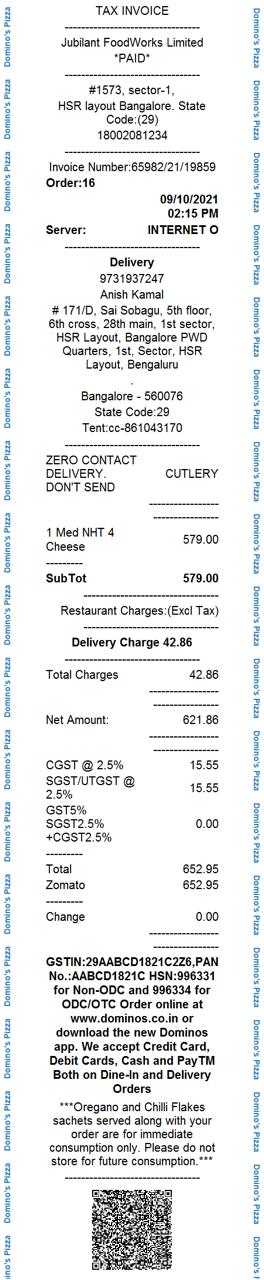 TAX INVOICE
Jubilant FoodWorks Limited
*PAID*
#1573, sector-1,
HSR layout Bangalore. State
Code:(29)
18002081234
Invoice Number:65982/21/19859
Order:16
09/10/2021
02:15 PM
Server: INTERNET O
Delivery
9731937247
Anish Kamal
# 171/D, Sai Sobagu, 5th floor,
6th cross, 28th main, 1st sector,
HSR Layout, Bangalore PWD
Quarters, 1st, Sector, HSR
Layout, Bengaluru
.
Bangalore - 560076
State Code:29
Tent:cc-861043170
ZERO CONTACT
DELIVERY. CUTLERY
DON'T SEND
1 Med NHT 4 579.00
Cheese
SubTot 579.00
Restaurant Charges:(Excl Tax)
Delivery Charge 42.86
Total Charges 42.86
Net Amount: 621.86
CGST @ 2.5% 15.55
SGST/UTGST @ 15.55
2.5%
GST5%
SGST2.5% 0.00
+CGST2.5%
Total 652.95
Zomato 652.95
Change 0.00
GSTIN:29AABCD1821C1Z6,PAN
No.:AABCD1821C HSN:996331
for Non-ODC and 996334 for
ODC/OTC Order online at
www.dominos.co.in or
download the new Dominos
app. We accept Credit Card,
Debit Cards, Cash and PayTM
Both on Dine-In and Delivery
Orders
***Oregano and Chilli Flakes
sachets served along with your
order are for immediate
consumption only. Please do not
store for future consumption.***
Domino's Pizza